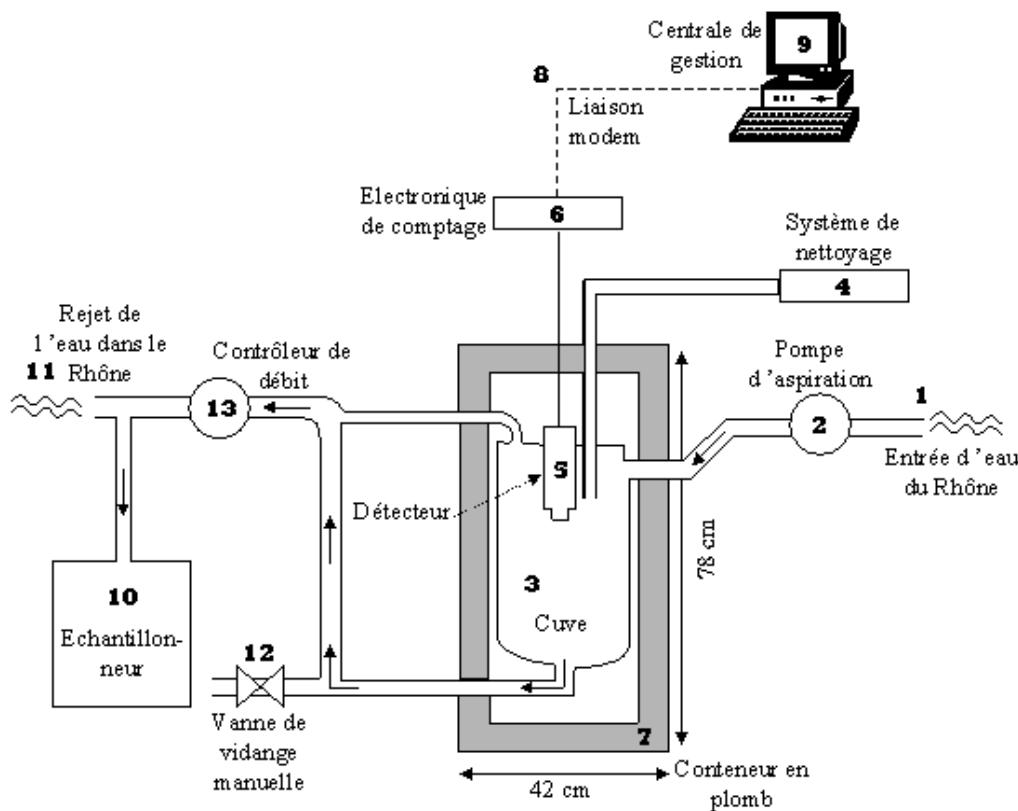 Centrale de
gestion
9
8
Liaison
modem
Electronique
de comptage
6
Système de
nettoyage
4
Rejet de
l 'eau dans le
11 Rhône
Contrôleur de
débit
13
Pompe
d 'aspiration
2
1
Entrée d 'eau
du Rhône
5
Détecteur
3
Cuve
78 cm
10
Echantillon-
neur
12
Vanne de
vidange
manuelle
7
42 cm
Conteneur en
plomb